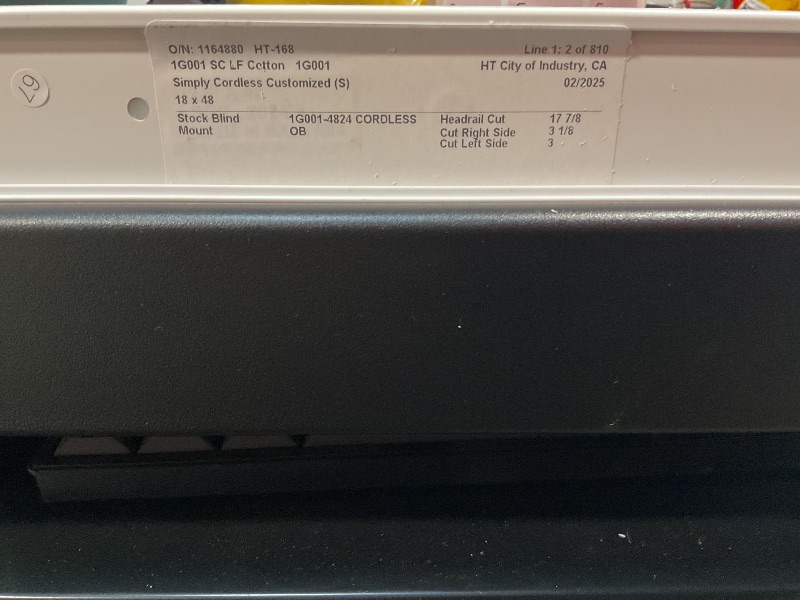 O/N: 1164880 HT-168 Line 1: 2 of 810
1G001 SC LF Cotton 1G001 HT City of Industry, CA
Simply Cordless Customized (S) 02/2025
18 x 48
Stock Blind 1G001-4824 CORDLESS Headrail Cut 17 7/8
Mount OB Cut Right Side 3 1/8
Cut Left Side 3
67